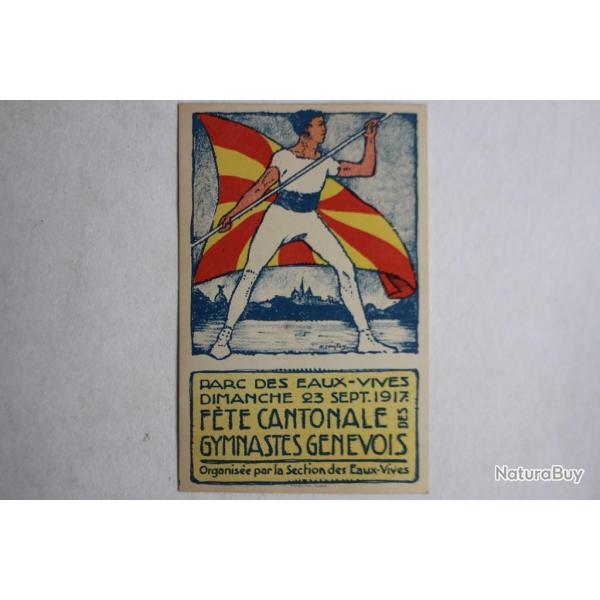 PARC DES EAUX-VIVES
DIMANCHE 23 SEPT. 1917.
FÊTE CANTONALE DES
GYMNASTES GENEVOIS
Organisée par la Section des Eaux-Vives
NaturaBuy